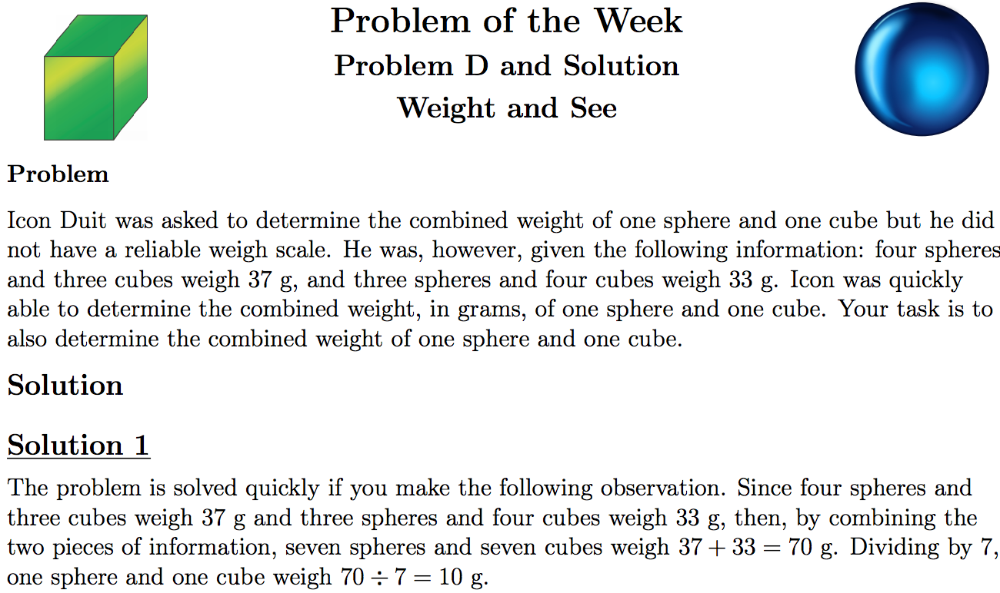 Problem of the Week
Problem D and Solution
Weight and See
Problem
Icon Duit was asked to determine the combined weight of one sphere and one cube but he did
not have a reliable weigh scale. He was, however, given the following information: four spheres
and three cubes weigh 37 g, and three spheres and four cubes weigh 33 g. Icon was quickly
able to determine the combined weight, in grams, of one sphere and one cube. Your task is to
also determine the combined weight of one sphere and one cube.
Solution
Solution 1
The problem is solved quickly if you make the following observation. Since four spheres and
three cubes weigh 37 g and three spheres and four cubes weigh 33 g, then, by combining the
two pieces of information, seven spheres and seven cubes weigh 37 + 33 = 70 g. Dividing by 7,
one sphere and one cube weigh 70 ÷ 7 = 10 g.